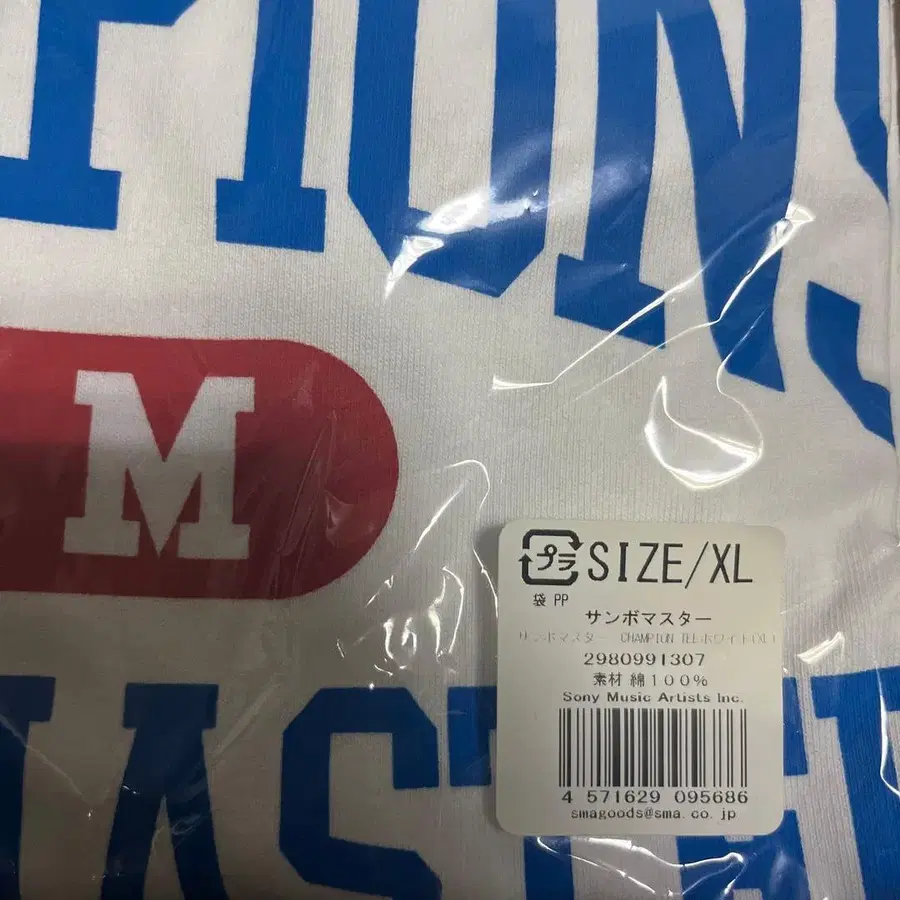 PIONS
M
MASTER
プラ SIZE/XL
袋 PP
サンボマスター
サンボマスター CHAMPION TEEホワイト(XL)
2980991307
素材 綿100%
Sony Music Artists Inc.
4 571629 095686
smagoods@sma.co.jp